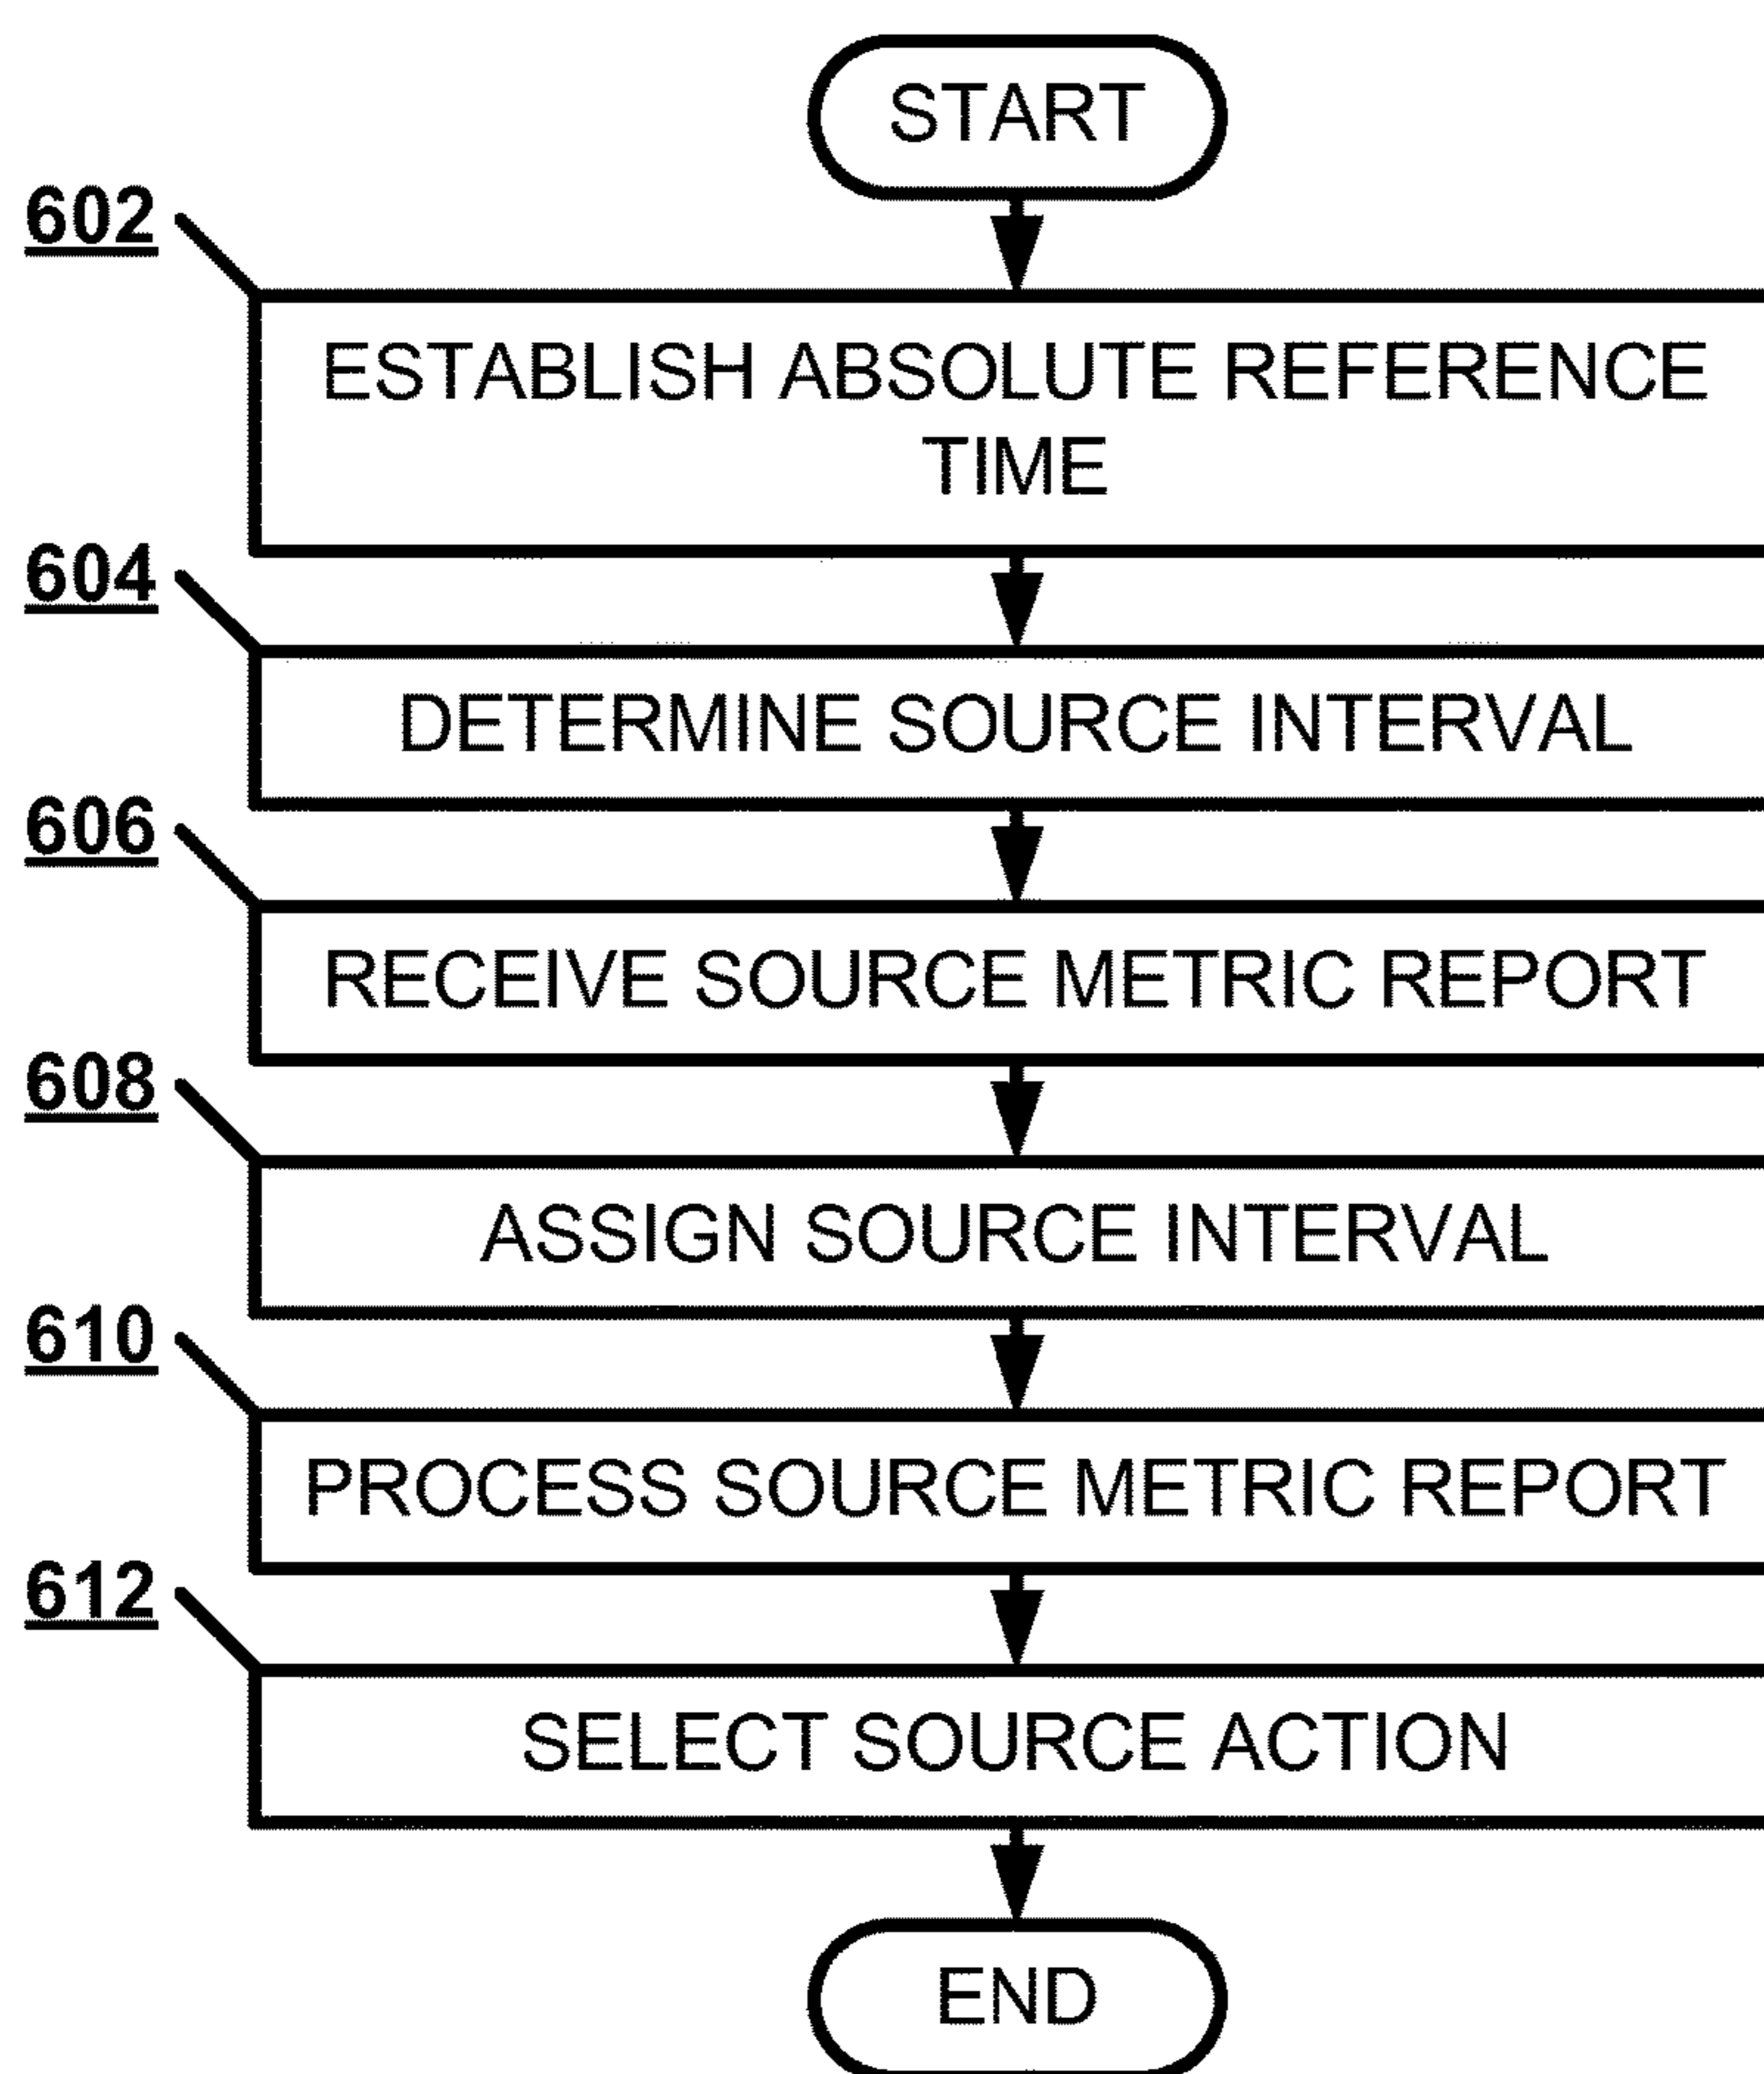 START
602
ESTABLISH ABSOLUTE REFERENCE
TIME
604
DETERMINE SOURCE INTERVAL
606
RECEIVE SOURCE METRIC REPORT
608
ASSIGN SOURCE INTERVAL
610
PROCESS SOURCE METRIC REPORT
612
SELECT SOURCE ACTION
END